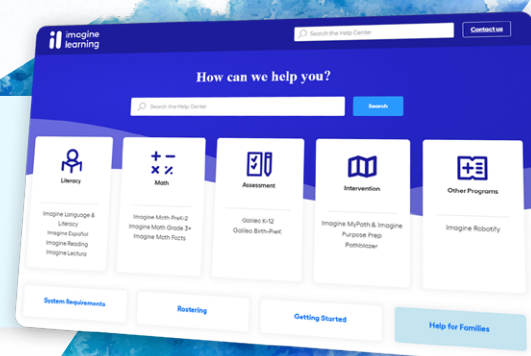 imagine
learning
Search the Help Center
Contact us
How can we help you?
Search the Help Center
Search
Literacy
Imagine Language &
Literacy
Imagine Español
Imagine Reading
Imagine Lectura
Math
Imagine Math PreK-2
Imagine Math Grade 3+
Imagine Math Facts
Assessment
Galileo K-12
Galileo Birth-PreK
Intervention
Imagine MyPath & Imagine
Purpose Prep
Pathblazer
Other Programs
Imagine Robotify
System Requirements
Rostering
Getting Started
Help for Families